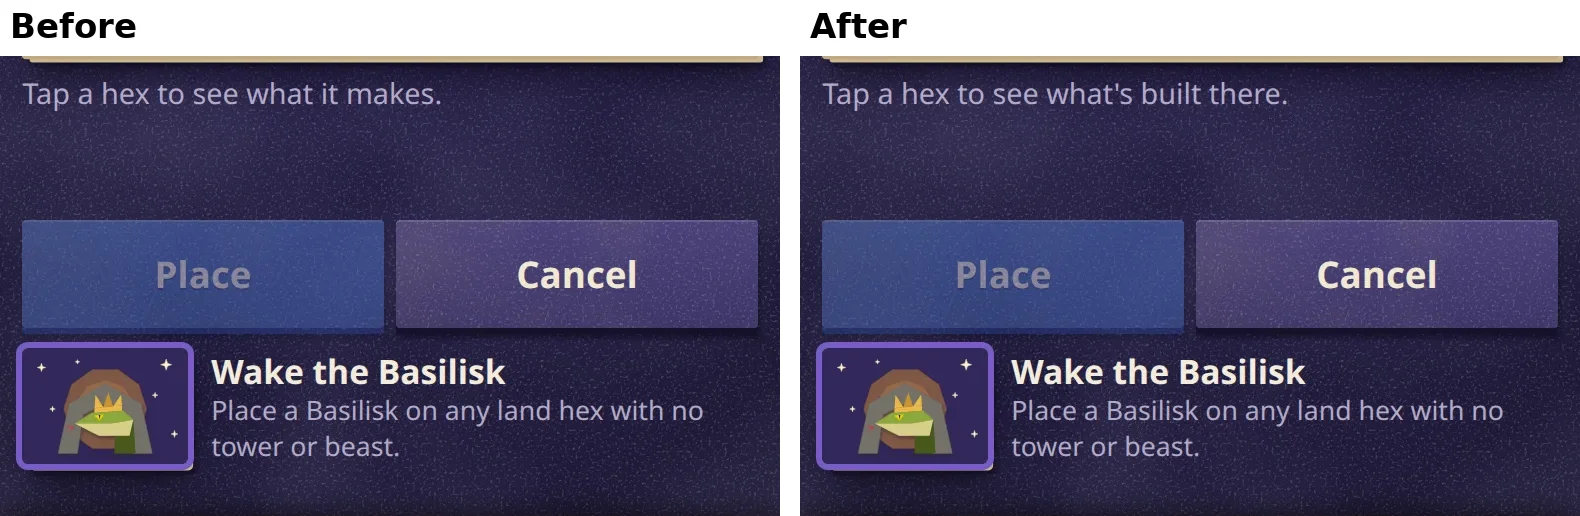 Before
Tap a hex to see what it makes.
Place
Cancel
Wake the Basilisk
Place a Basilisk on any land hex with no
tower or beast.
After
Tap a hex to see what's built there.
Place
Cancel
Wake the Basilisk
Place a Basilisk on any land hex with no
tower or beast.